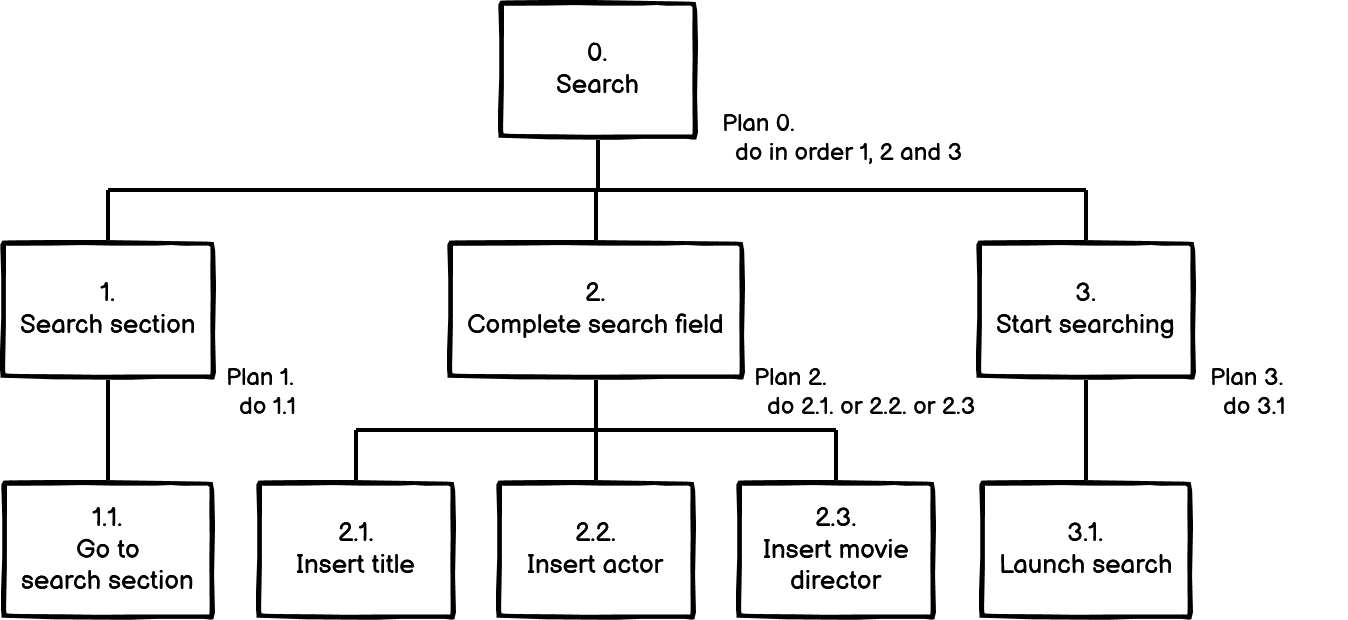 0.
Search
Plan 0.
do in order 1, 2 and 3
1.
Search section
2.
Complete search field
3.
Start searching
Plan 1.
do 1.1
Plan 2.
do 2.1. or 2.2. or 2.3
Plan 3.
do 3.1
1.1.
Go to
search section
2.1.
Insert title
2.2.
Insert actor
2.3.
Insert movie
director
3.1.
Launch search